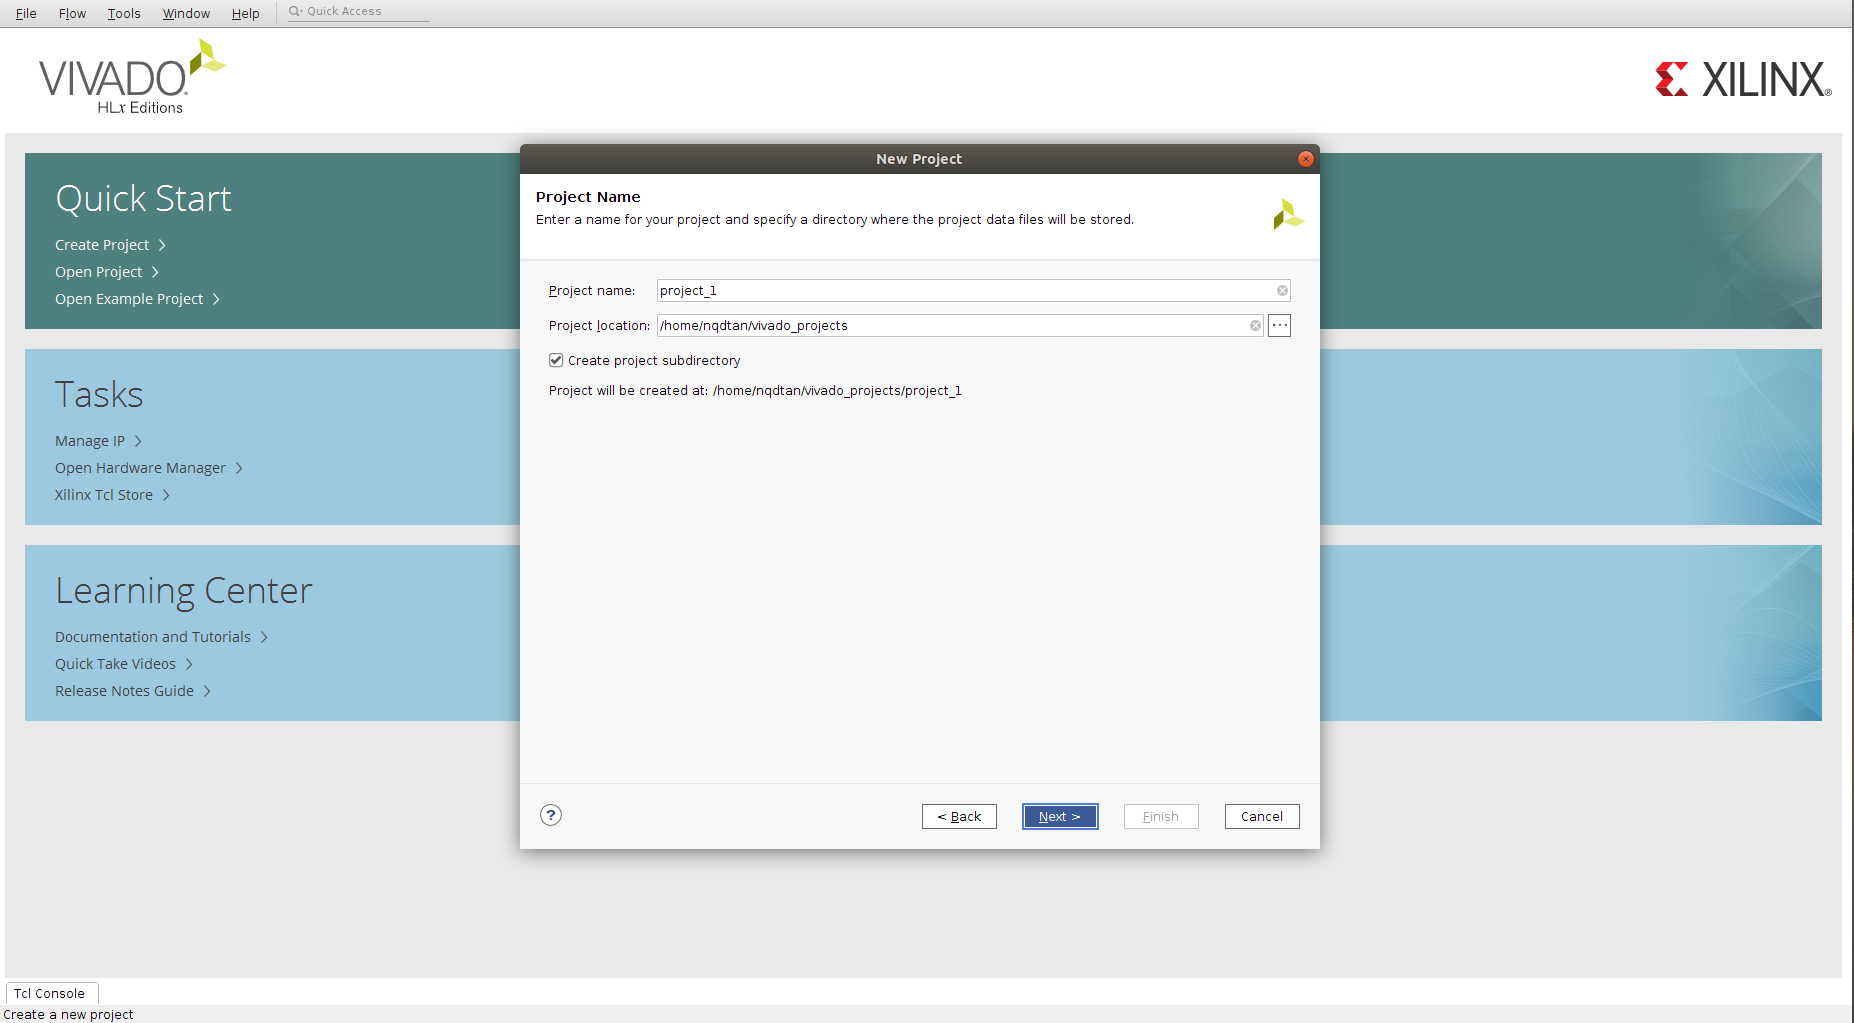 File Flow Tools Window Help Quick Access
VIVADO
HLx Editions
XILINX®
New Project
Project Name
Enter a name for your project and specify a directory where the project data files will be stored.
Project name: project_1
Project location: /home/nqdtan/vivado_projects ...
Create project subdirectory
Project will be created at: /home/nqdtan/vivado_projects/project_1
? < Back Next > Finish Cancel
Quick Start
Create Project >
Open Project >
Open Example Project >
Tasks
Manage IP >
Open Hardware Manager >
Xilinx Tcl Store >
Learning Center
Documentation and Tutorials >
Quick Take Videos >
Release Notes Guide >
Tcl Console
Create a new project